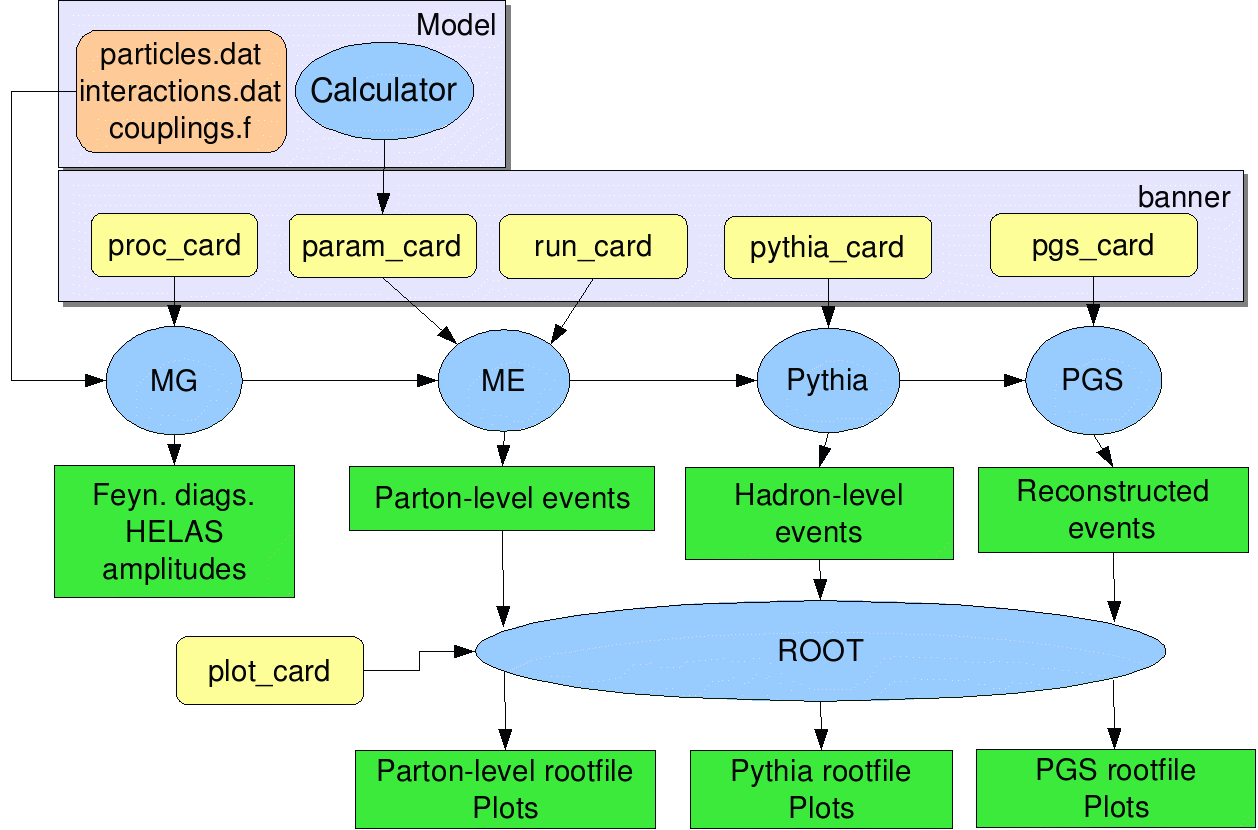 Model
particles.dat
interactions.dat
couplings.f
Calculator
banner
proc_card
param_card
run_card
pythia_card
pgs_card
MG
ME
Pythia
PGS
Feyn. diags.
HELAS
amplitudes
Parton-level events
Hadron-level
events
Reconstructed
events
plot_card
ROOT
Parton-level rootfile
Plots
Pythia rootfile
Plots
PGS rootfile
Plots